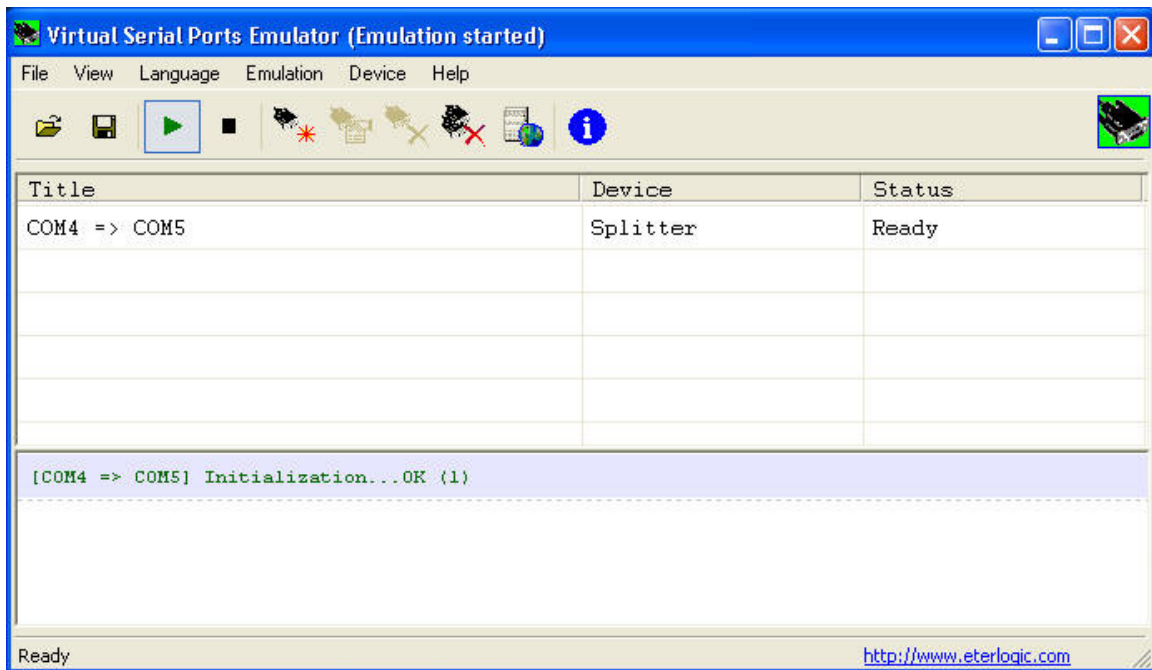 Virtual Serial Ports Emulator (Emulation started)
File View Language Emulation Device Help
Title Device Status
COM4 => COM5 Splitter Ready
[COM4 => COM5] Initialization...OK (1)
Ready http://www.eterlogic.com